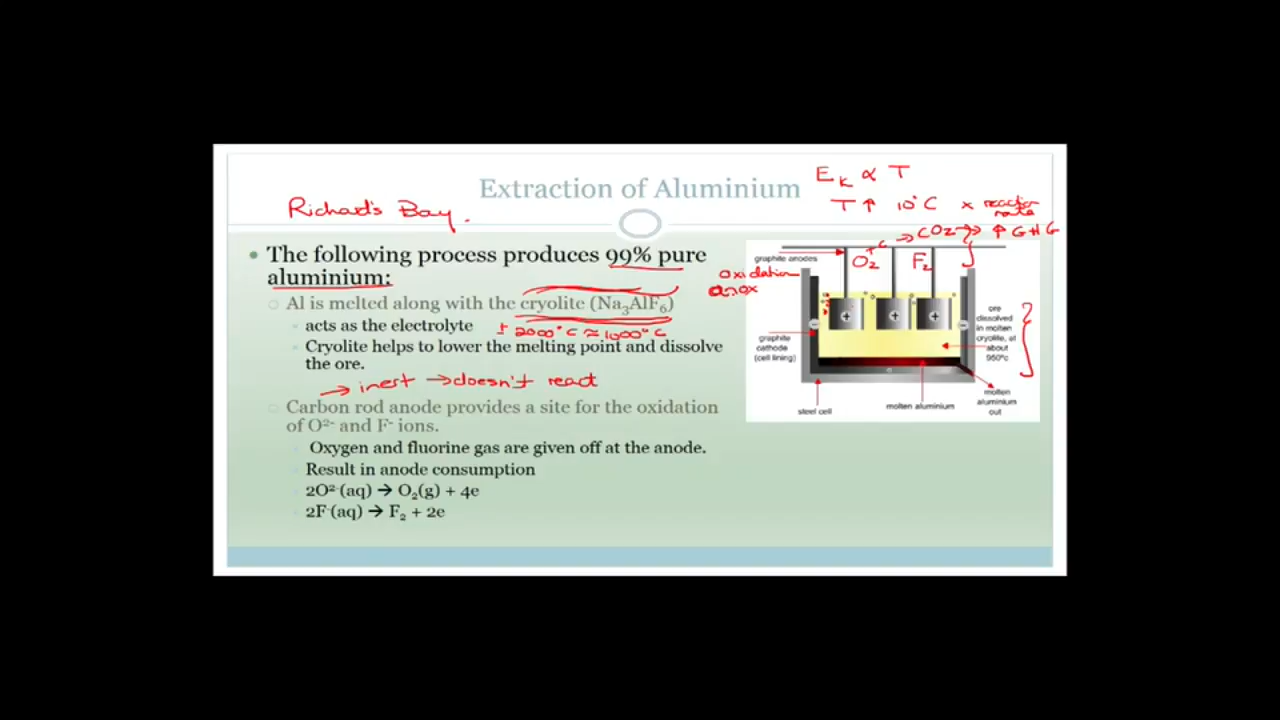 Extraction of Aluminium
Richard's Bay.
E_k ∝ T
T ↑ 10°C × reaction rate
O₂ + C → CO₂ → ↑ GHG
F₂
• The following process produces 99% pure
aluminium:
Al is melted along with the cryolite (Na₃AlF₆)
acts as the electrolyte
± 2000°C ≈ 1000°C
Cryolite helps to lower the melting point and dissolve
the ore.
→ inert → doesn't react
Carbon rod anode provides a site for the oxidation
of O²⁻ and F⁻ ions.
Oxygen and fluorine gas are given off at the anode.
Result in anode consumption
2O²⁻(aq) → O₂(g) + 4e
2F⁻(aq) → F₂ + 2e
graphite anodes
oxidation
graphite
cathode
(cell lining)
steel cell
molten aluminium
ore
dissolved
in molten
cryolite, at
about
950°c
molten
aluminium
out
+ + +